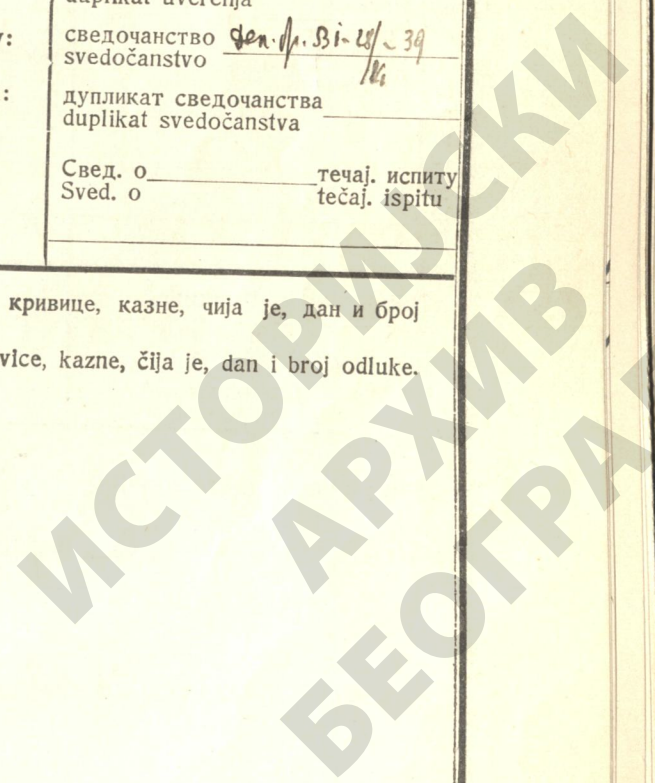 duplikat uverenja
сведочанство
svedočanstvo
дупликат сведочанства
duplikat svedočanstva
Свед. о течај. испиту
Sved. o tečaj. ispitu
кривице, казне, чија је, дан и број
vice, kazne, čija je, dan i broj odluke.
ИСТОРИЈСКИ
АРХИВ
БЕОГРА